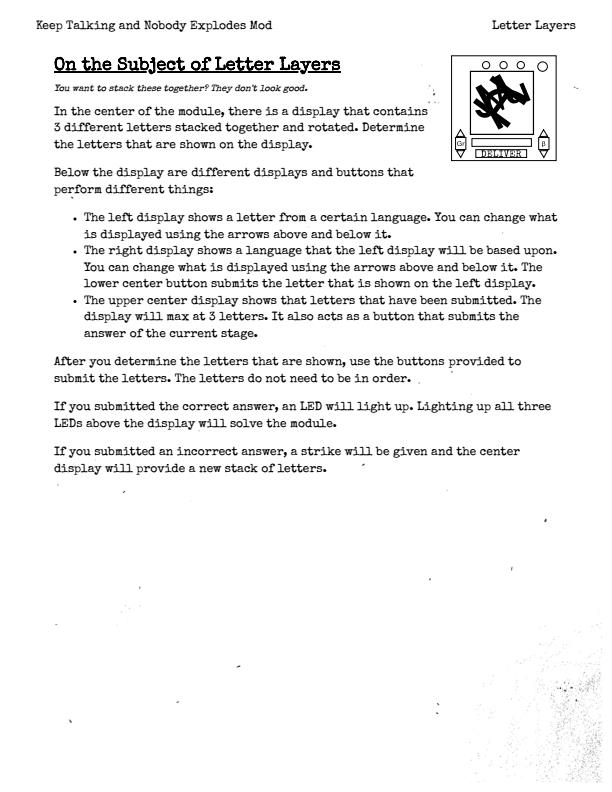 Keep Talking and Nobody Explodes Mod
Letter Layers
On the Subject of Letter Layers
You want to stack these together? They don't look good.
In the center of the module, there is a display that contains
3 different letters stacked together and rotated. Determine
the letters that are shown on the display.
Gr
β
DELIVER
Below the display are different displays and buttons that
perform different things:
• The left display shows a letter from a certain language. You can change what
is displayed using the arrows above and below it.
• The right display shows a language that the left display will be based upon.
You can change what is displayed using the arrows above and below it. The
lower center button submits the letter that is shown on the left display.
• The upper center display shows that letters that have been submitted. The
display will max at 3 letters. It also acts as a button that submits the
answer of the current stage.
After you determine the letters that are shown, use the buttons provided to
submit the letters. The letters do not need to be in order.
If you submitted the correct answer, an LED will light up. Lighting up all three
LEDs above the display will solve the module.
If you submitted an incorrect answer, a strike will be given and the center
display will provide a new stack of letters.